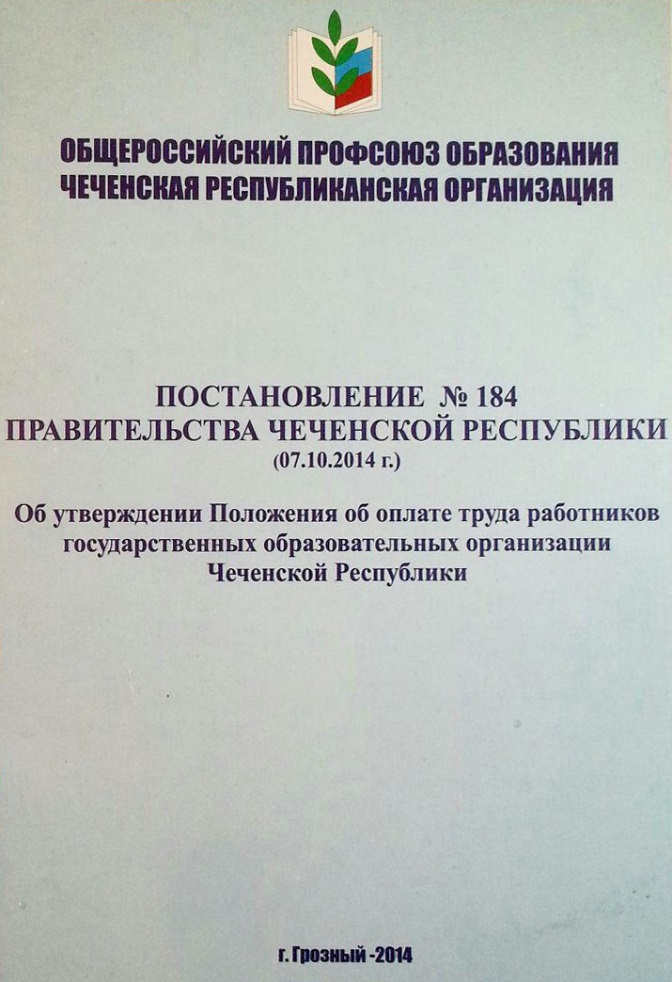 ОБЩЕРОССИЙСКИЙ ПРОФСОЮЗ ОБРАЗОВАНИЯ
ЧЕЧЕНСКАЯ РЕСПУБЛИКАНСКАЯ ОРГАНИЗАЦИЯ
ПОСТАНОВЛЕНИЕ № 184
ПРАВИТЕЛЬСТВА ЧЕЧЕНСКОЙ РЕСПУБЛИКИ
(07.10.2014 г.)
Об утверждении Положения об оплате труда работников
государственных образовательных организации
Чеченской Республики
г. Грозный -2014